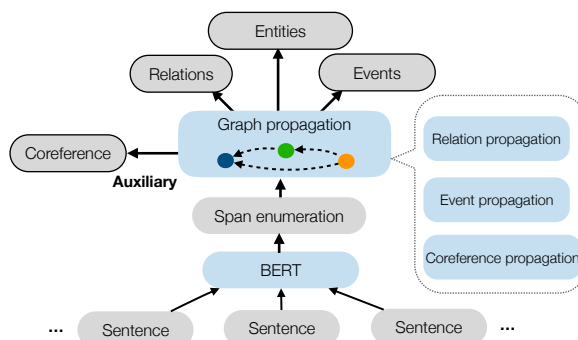 Entities
Relations
Events
Graph propagation
Coreference
Auxiliary
Relation propagation
Event propagation
Coreference propagation
Span enumeration
BERT
... Sentence Sentence Sentence ...